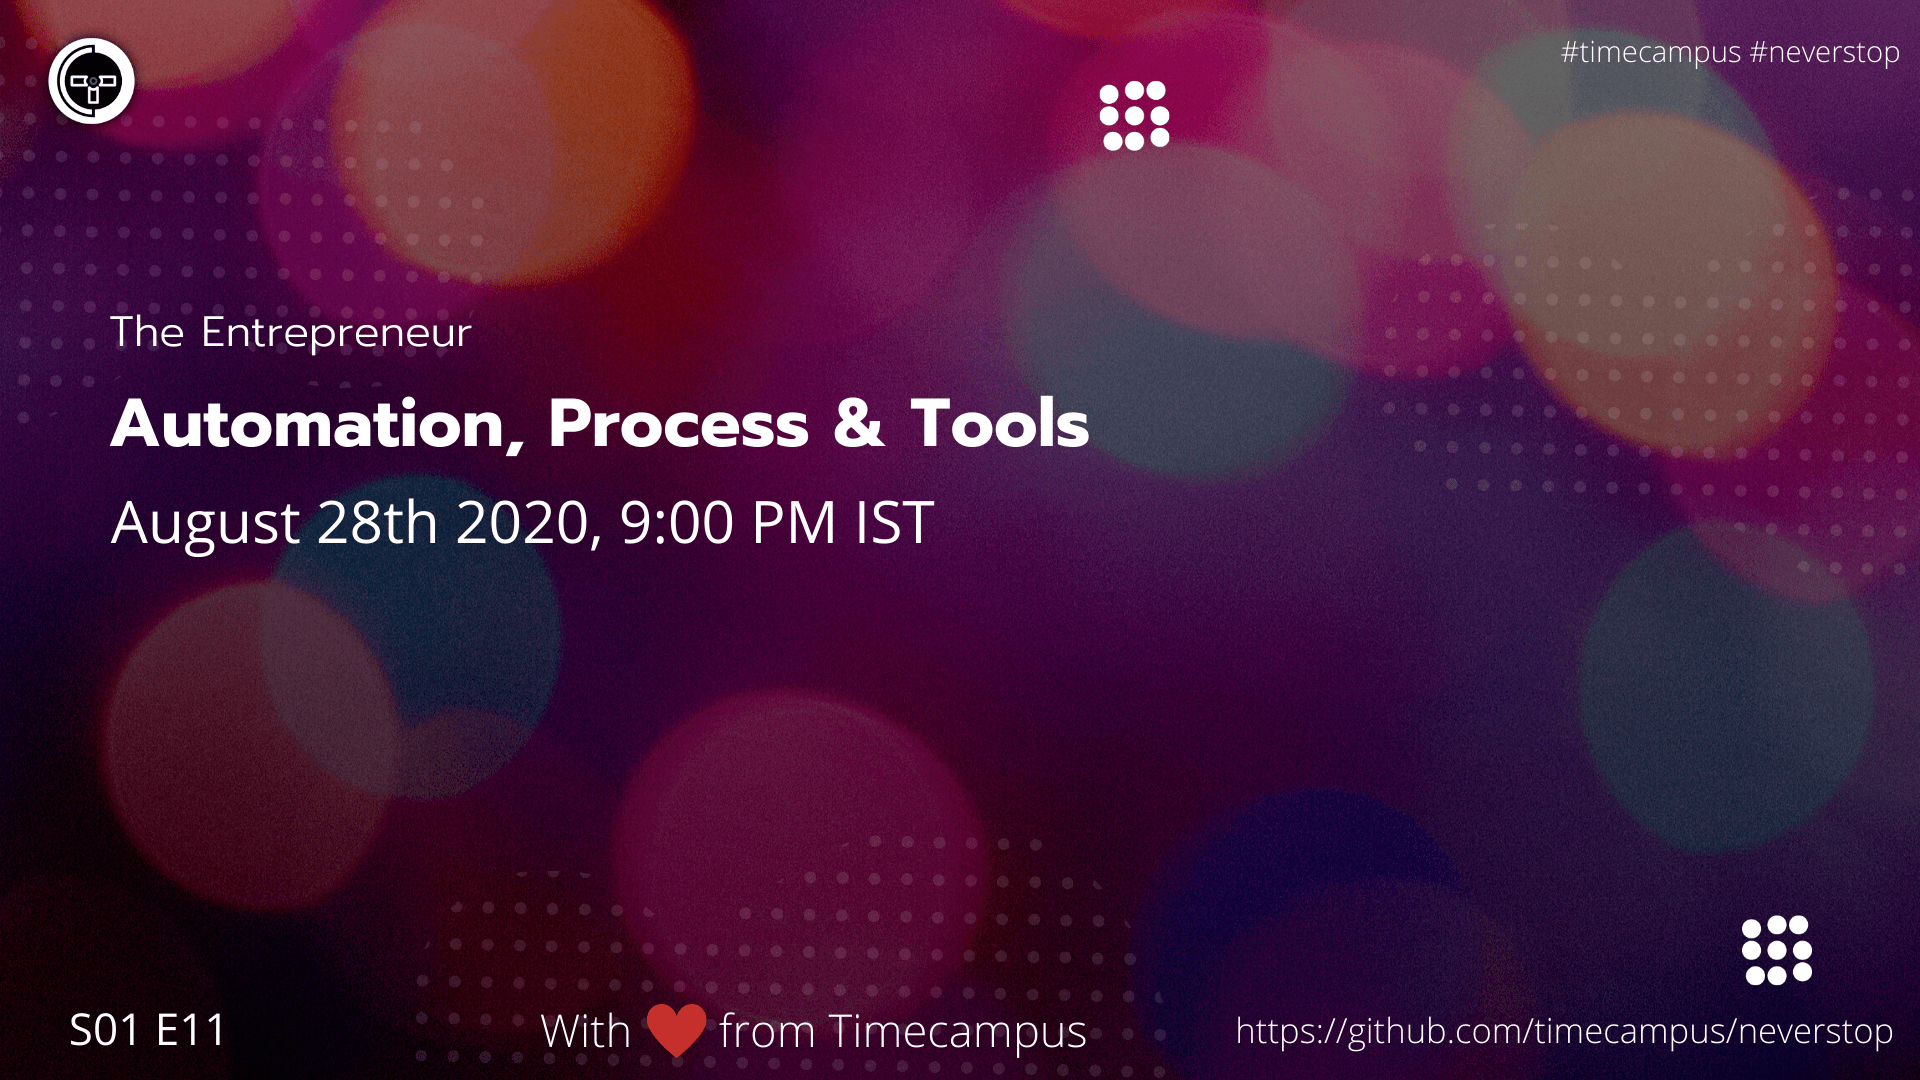 #timecampus #neverstop
The Entrepreneur
Automation, Process & Tools
August 28th 2020, 9:00 PM IST
S01 E11
With ❤ from Timecampus
https://github.com/timecampus/neverstop